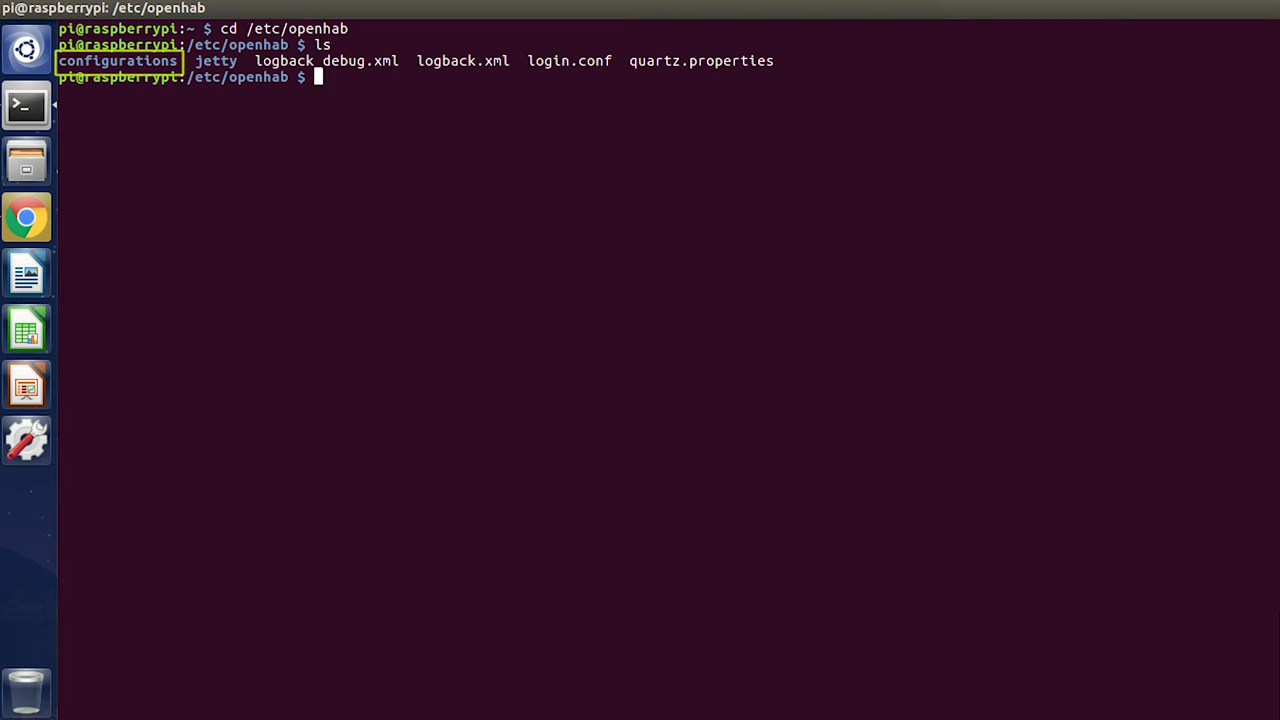 pi@raspberrypi: /etc/openhab
pi@raspberrypi:~ $ cd /etc/openhab
pi@raspberrypi:/etc/openhab $ ls
configurations  jetty  logback_debug.xml  logback.xml  login.conf  quartz.properties
pi@raspberrypi:/etc/openhab $